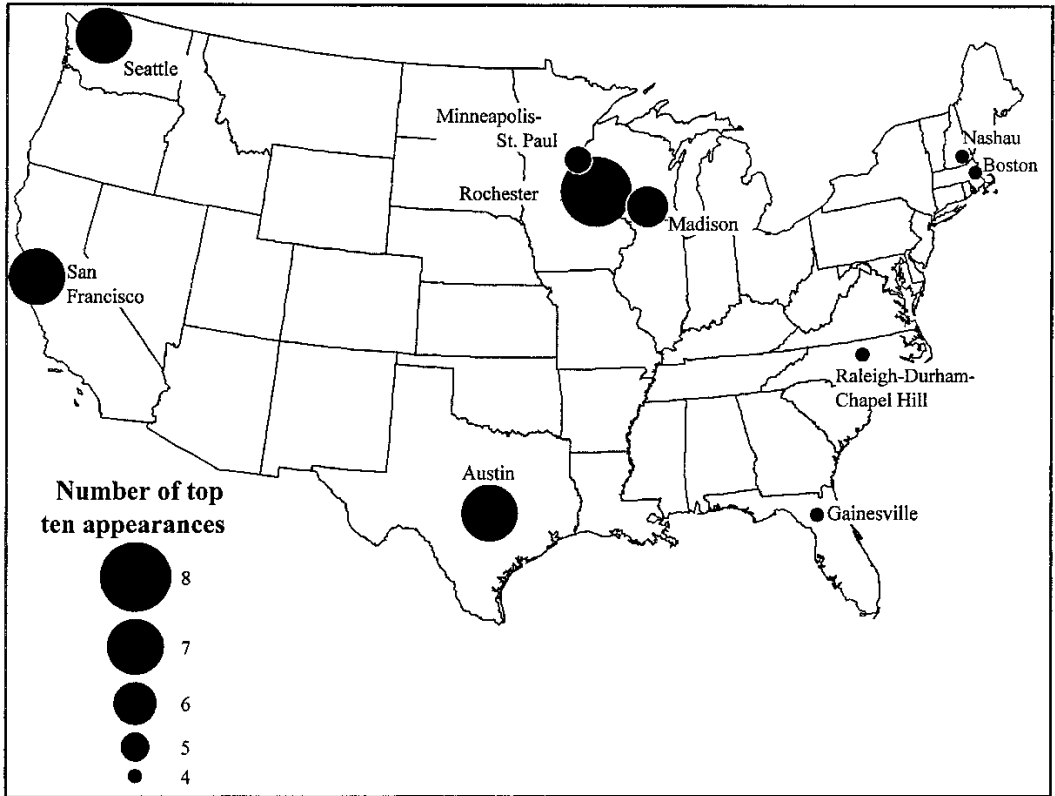 Seattle
Minneapolis-
St. Paul
Nashau
Boston
Rochester
Madison
San
Francisco
Raleigh-Durham-
Chapel Hill
Austin
Gainesville
Number of top
ten appearances
8
7
6
5
4